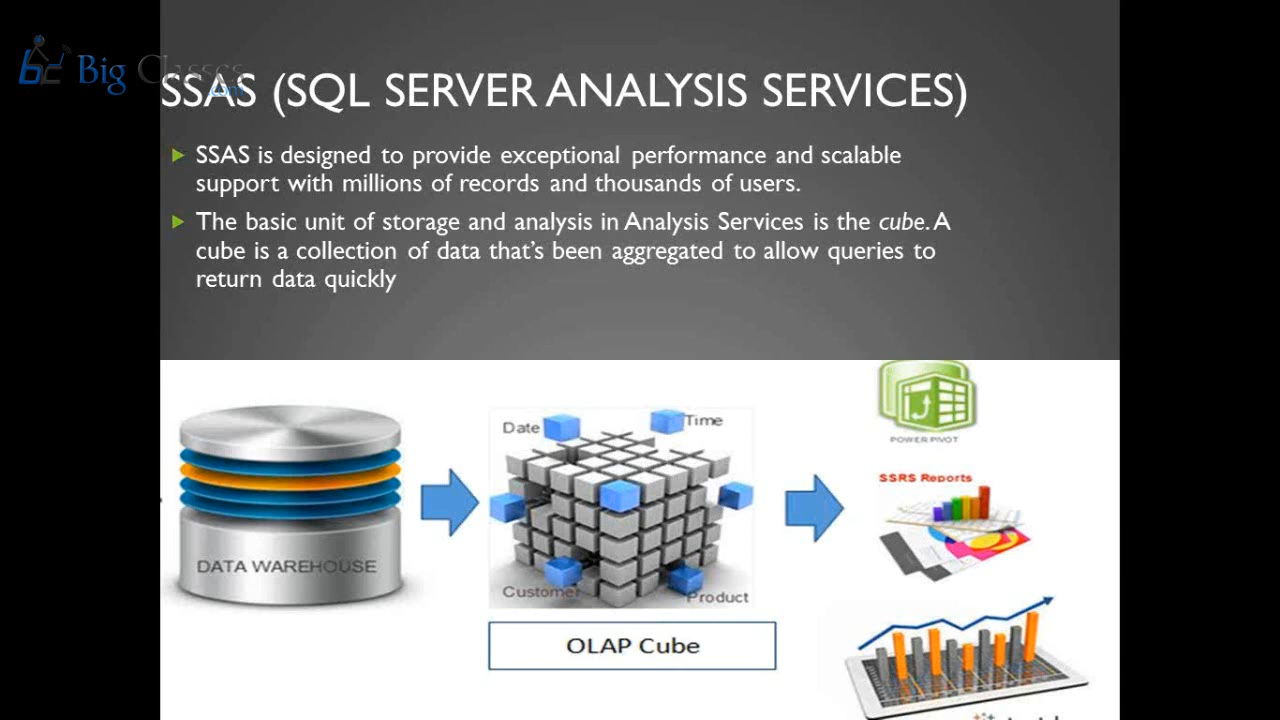 Big Classes
.com
SSAS (SQL SERVER ANALYSIS SERVICES)
SSAS is designed to provide exceptional performance and scalable
support with millions of records and thousands of users.
The basic unit of storage and analysis in Analysis Services is the cube. A
cube is a collection of data that’s been aggregated to allow queries to
return data quickly
Date
Time
POWER PIVOT
SSRS Reports
DATA WAREHOUSE
Customer
Product
OLAP Cube